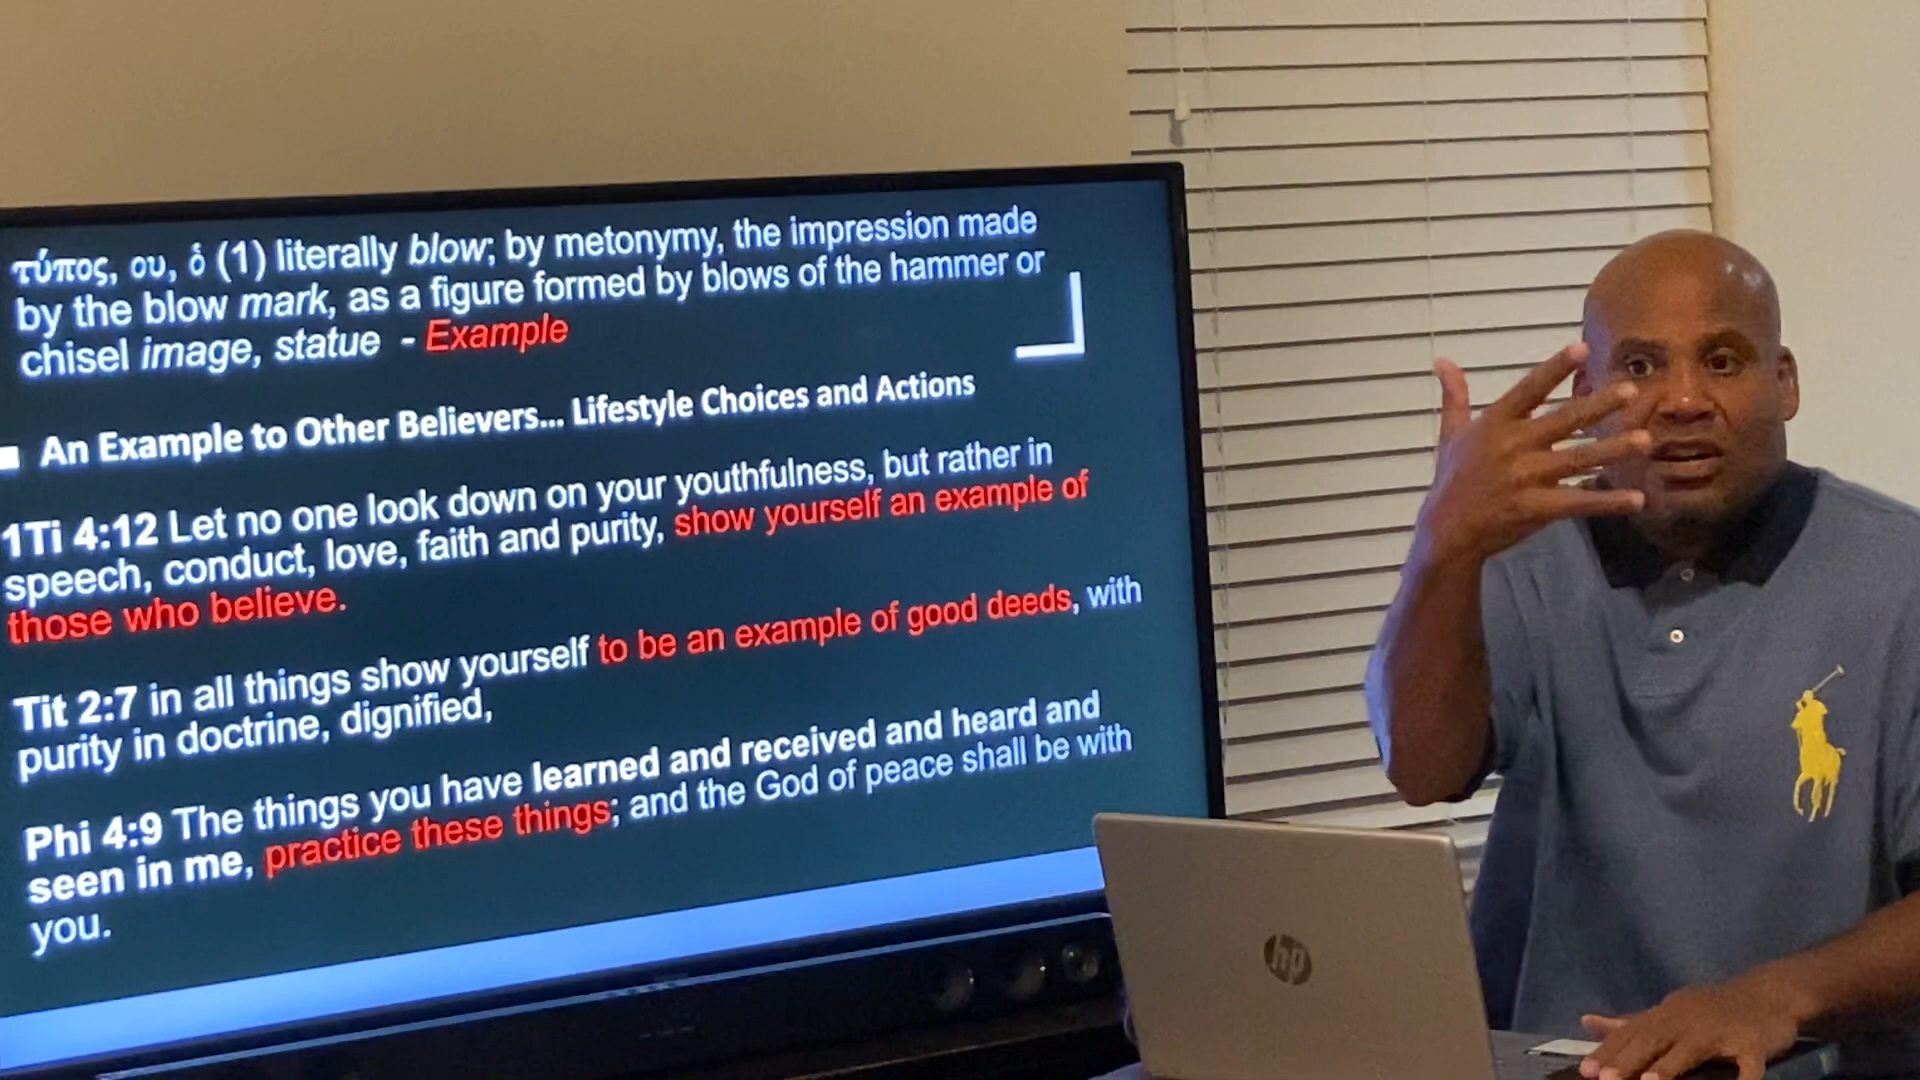 τύπος, ου, ὁ (1) literally blow; by metonymy, the impression made
by the blow mark, as a figure formed by blows of the hammer or
chisel image, statue - Example
▪ An Example to Other Believers... Lifestyle Choices and Actions
1Ti 4:12 Let no one look down on your youthfulness, but rather in
speech, conduct, love, faith and purity, show yourself an example of
those who believe.
Tit 2:7 in all things show yourself to be an example of good deeds, with
purity in doctrine, dignified,
Phi 4:9 The things you have learned and received and heard and
seen in me, practice these things; and the God of peace shall be with
you.
hp